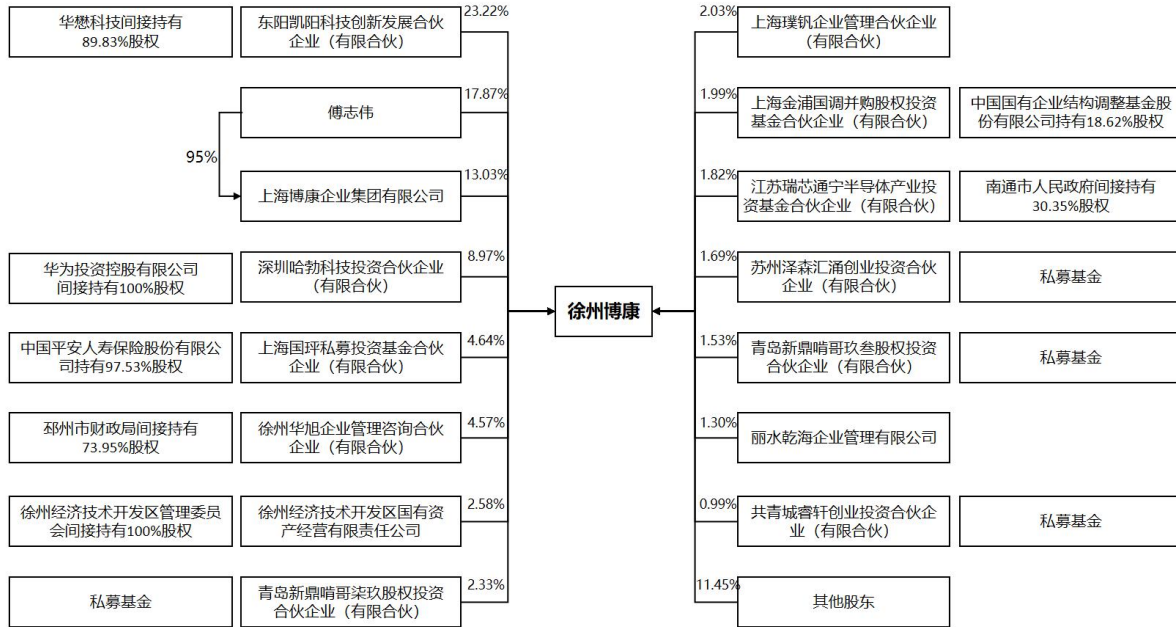 华懋科技间接持有
89.83%股权
东阳凯阳科技创新发展合伙
企业（有限合伙）
23.22%
傅志伟
17.87%
95%
上海博康企业集团有限公司
13.03%
华为投资控股有限公司
间接持有100%股权
深圳哈勃科技投资合伙企业
（有限合伙）
8.97%
中国平安人寿保险股份有限公
司持有97.53%股权
上海国玶私募投资基金合伙
企业（有限合伙）
4.64%
邳州市财政局间接持有
73.95%股权
徐州华旭企业管理咨询合伙
企业（有限合伙）
4.57%
徐州经济技术开发区管理委员
会间接持有100%股权
徐州经济技术开发区国有资
产经营有限责任公司
2.58%
私募基金
青岛新鼎啃哥柒玖股权投资
合伙企业（有限合伙）
2.33%
徐州博康
2.03%
上海璞钒企业管理合伙企业
（有限合伙）
1.99%
上海金浦国调并购股权投资
基金合伙企业（有限合伙）
中国国有企业结构调整基金股
份有限公司持有18.62%股权
1.82%
江苏瑞芯通宁半导体产业投
资基金合伙企业（有限合伙）
南通市人民政府间接持有
30.35%股权
1.69%
苏州泽森汇涌创业投资合伙
企业（有限合伙）
私募基金
1.53%
青岛新鼎啃哥玖叁股权投资
合伙企业（有限合伙）
私募基金
1.30%
丽水乾海企业管理有限公司
0.99%
共青城睿轩创业投资合伙企
业（有限合伙）
私募基金
11.45%
其他股东